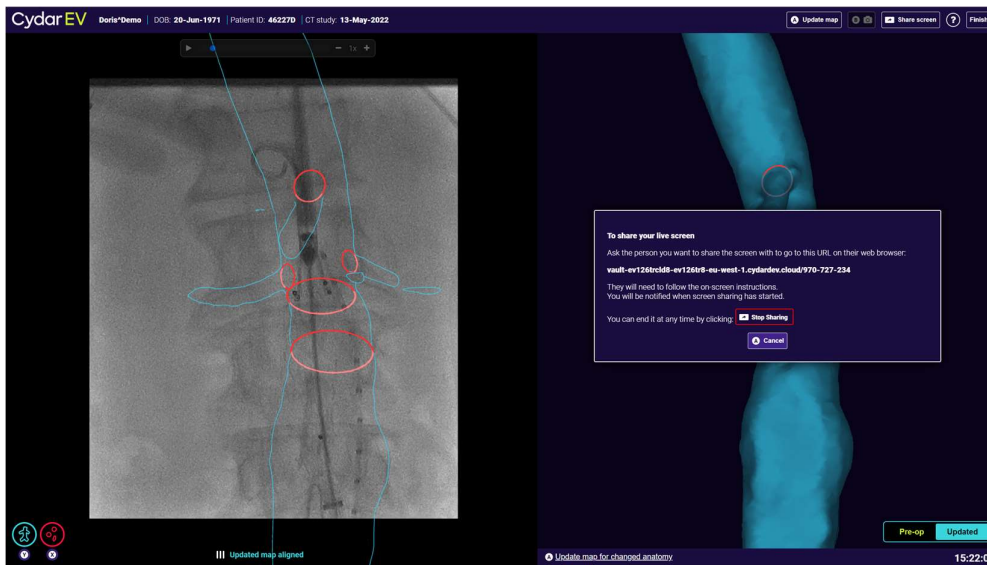 CydarEV Doris^Demo | DOB: 20-Jun-1971 | Patient ID: 46227D | CT study: 13-May-2022
A Update map
B
Share screen
?
Finish
1x
To share your live screen
Ask the person you want to share the screen with to go to this URL on their web browser:
vault-ev126trcld8-ev126tr8-eu-west-1.cydardev.cloud/970-727-234
They will need to follow the on-screen instructions.
You will be notified when screen sharing has started.
You can end it at any time by clicking: Stop Sharing
A Cancel
Pre-op Updated
Y X
Updated map aligned
A Update map for changed anatomy
15:22:0